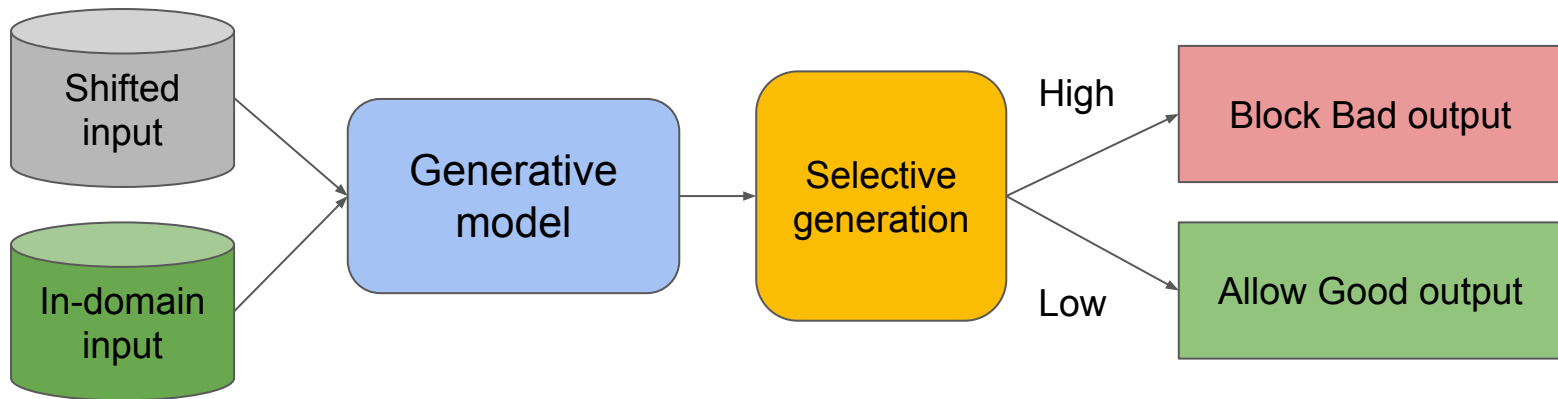 Shifted
input
In-domain
input
Generative
model
Selective
generation
High
Low
Block Bad output
Allow Good output